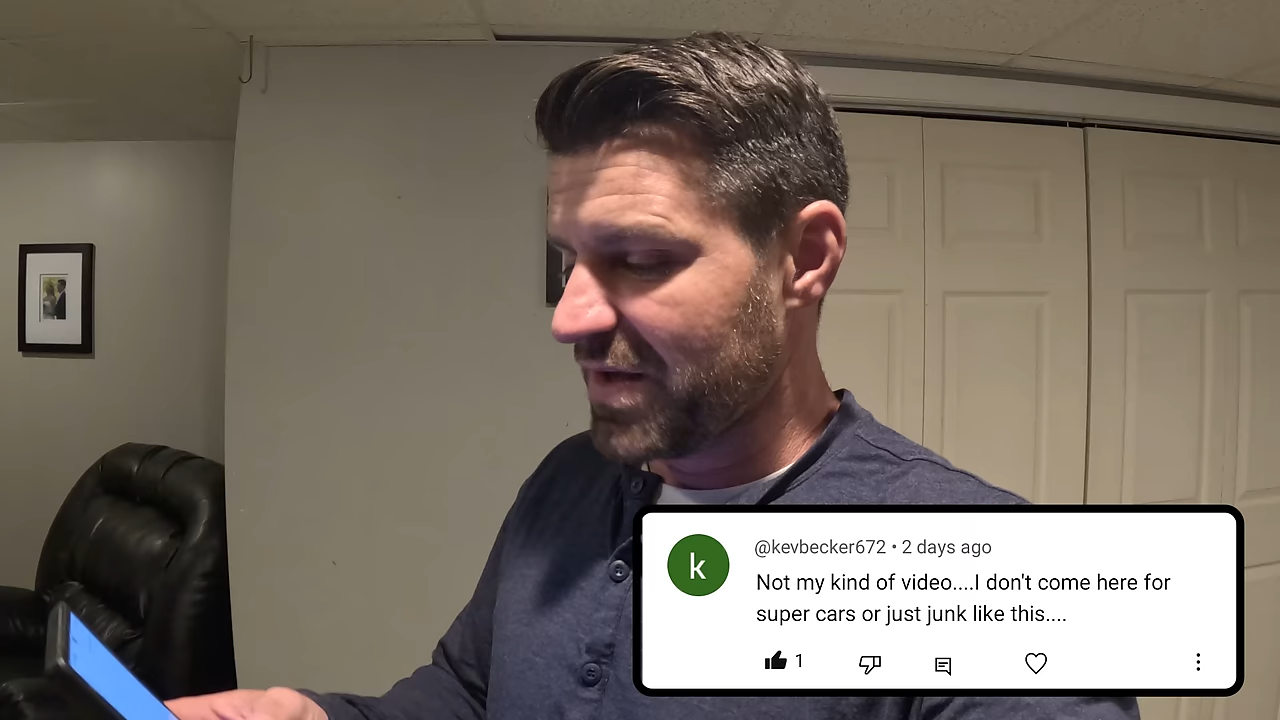 k
@kevbecker672 • 2 days ago
Not my kind of video....I don't come here for
super cars or just junk like this....
1